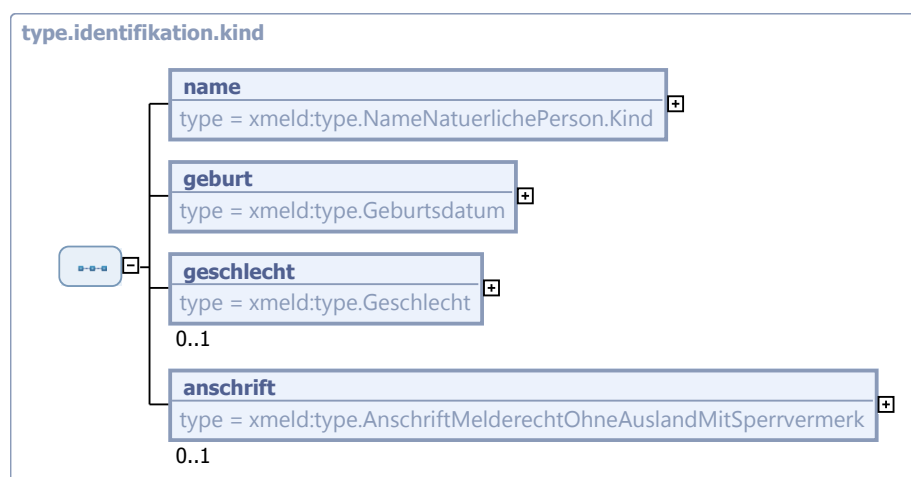 type.identifikation.kind
name
type = xmeld:type.NameNatuerlichePerson.Kind
geburt
type = xmeld:type.Geburtsdatum
geschlecht
type = xmeld:type.Geschlecht
0..1
anschrift
type = xmeld:type.AnschriftMelderechtOhneAuslandMitSperrvermerk
0..1